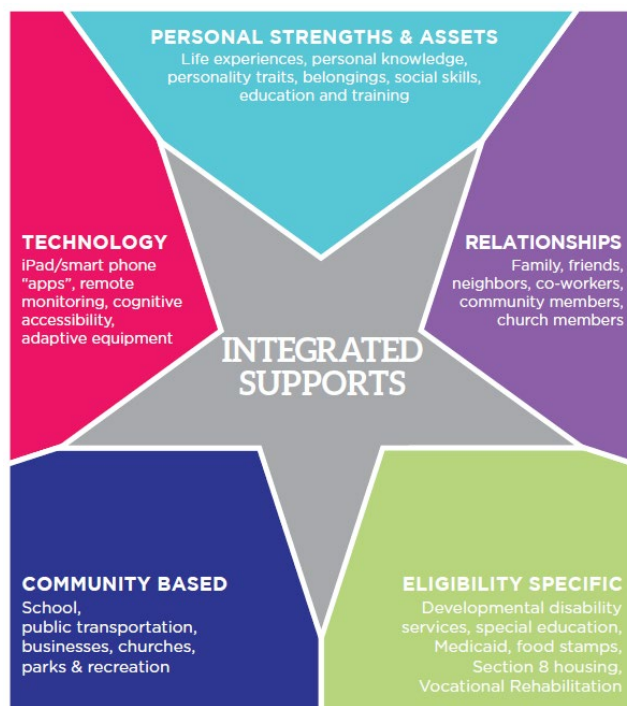 PERSONAL STRENGTHS & ASSETS
Life experiences, personal knowledge,
personality traits, belongings, social skills,
education and training
TECHNOLOGY
iPad/smart phone
"apps", remote
monitoring, cognitive
accessibility,
adaptive equipment
RELATIONSHIPS
Family, friends,
neighbors, co-workers,
community members,
church members
INTEGRATED
SUPPORTS
COMMUNITY BASED
School,
public transportation,
businesses, churches,
parks & recreation
ELIGIBILITY SPECIFIC
Developmental disability
services, special education,
Medicaid, food stamps,
Section 8 housing,
Vocational Rehabilitation